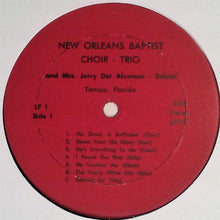 NEW ORLEANS BAPTIST
CHOIR - TRIO
and Mrs. Jerry Dot Alverson - Soloist
Tampa, Florida
LP 1
Side 1
1 His Grace Is Sufficient (Choir)
2 Down From His Glory (Solo)
3 He's Everything To Me (Choir)
4 I Found The Way (Solo)
5 He Touched Me (Choir)
6 The Pearly White City (Solo)
7 Behind Me (Trio)